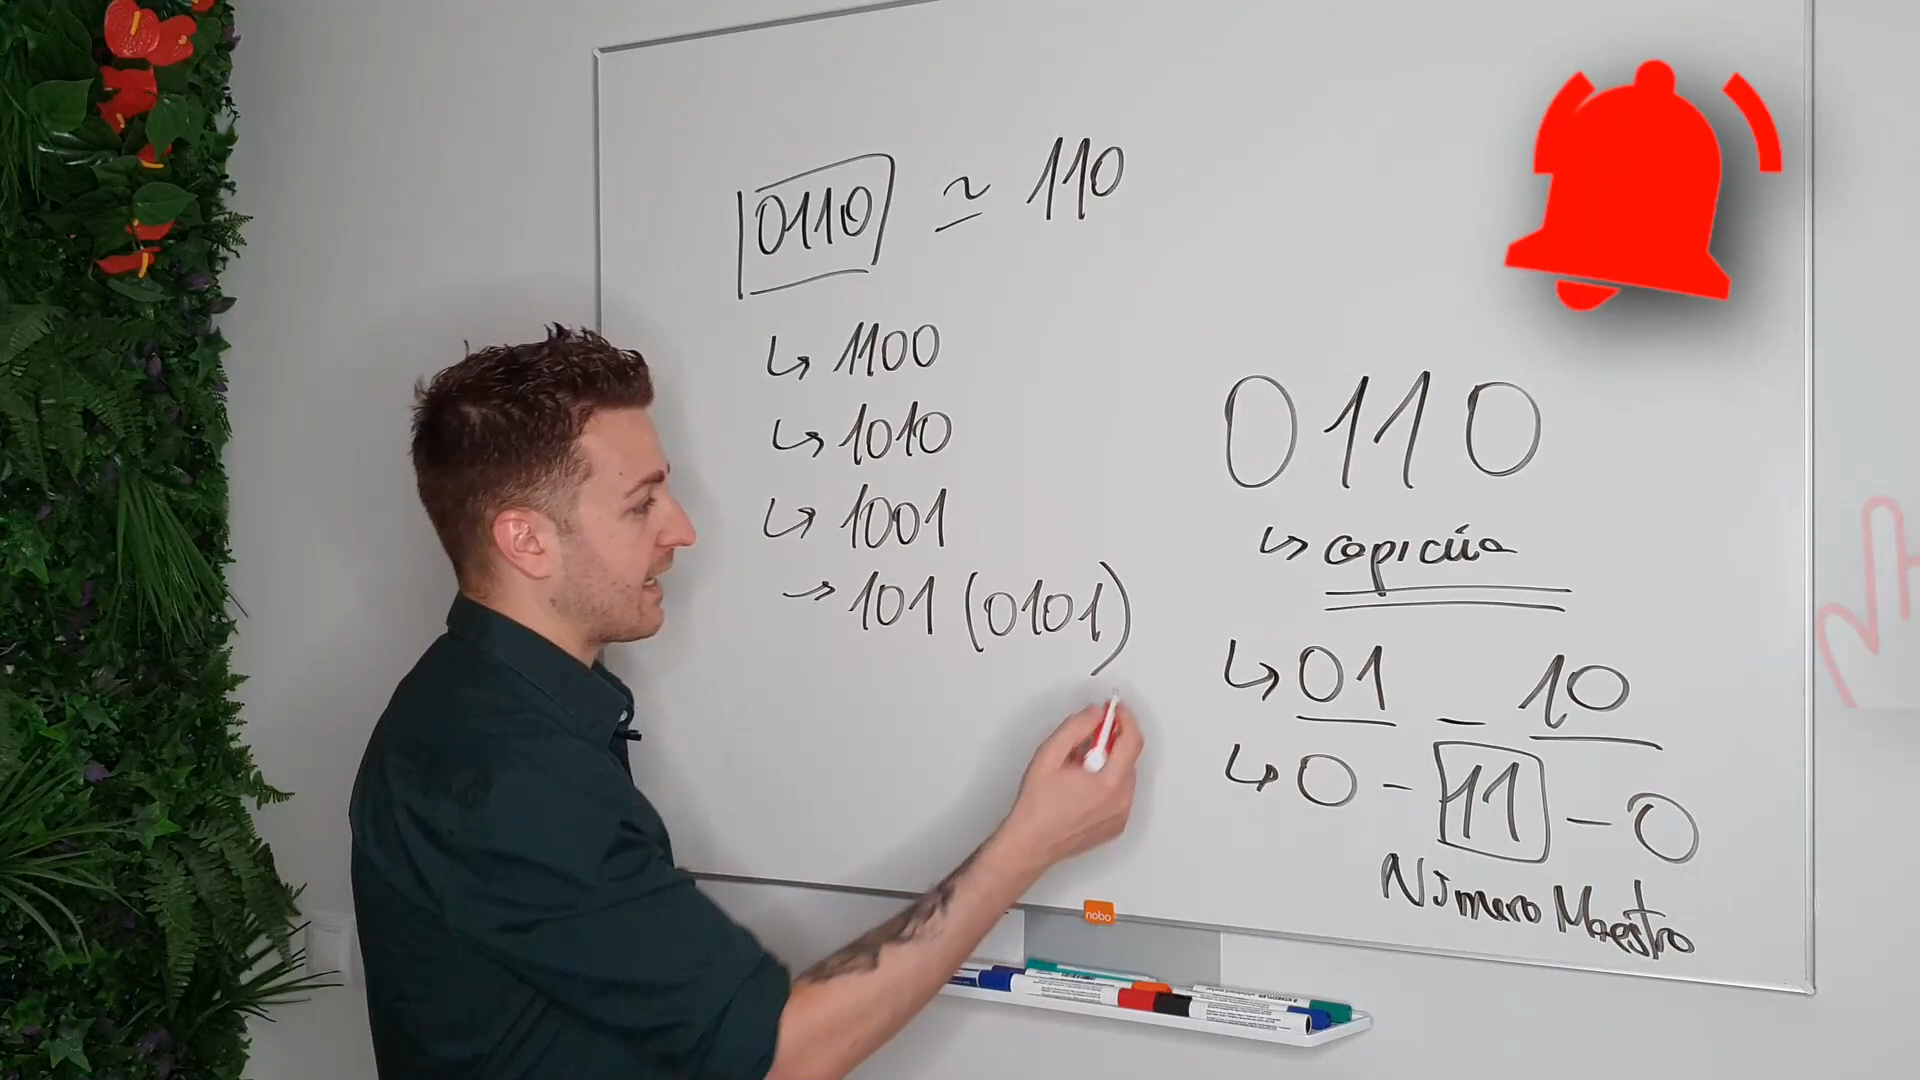 0110 ≃ 110
↳ 1100
↳ 1010
↳ 1001
→ 101 (0101)
0110
↳ capicúa
↳ 01 - 10
↳ 0 - 11 - 0
Número Maestro
nobo